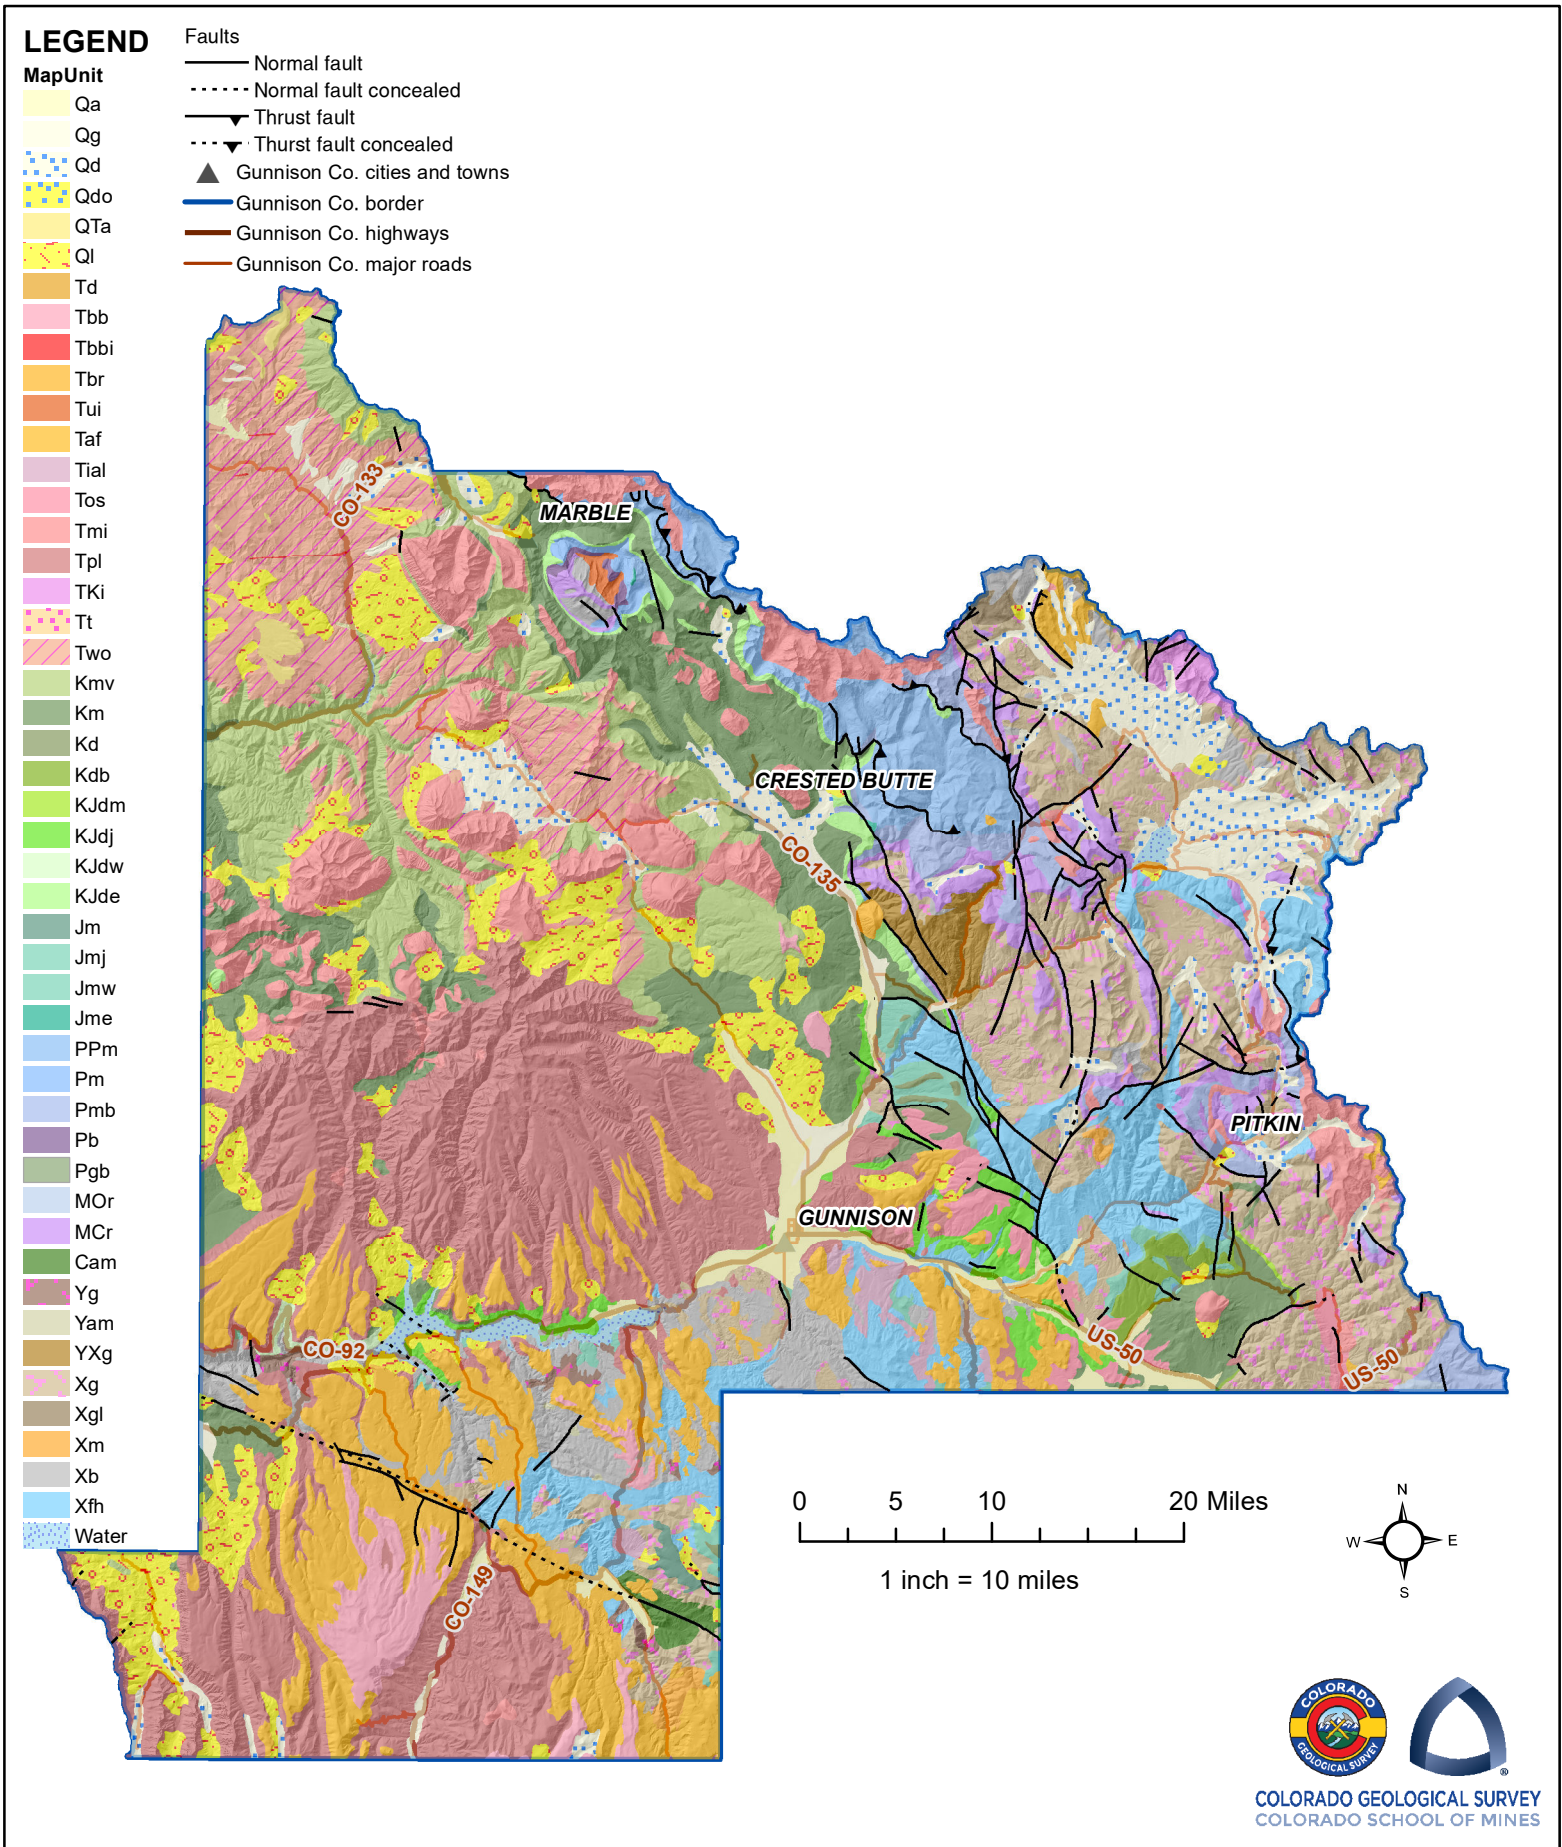 LEGEND
MapUnit
Qa
Qg
Qd
Qdo
QTa
Ql
Td
Tbb
Tbbi
Tbr
Tui
Taf
Tial
Tos
Tmi
Tpl
TKi
Tt
Two
Kmv
Km
Kd
Kdb
KJdm
KJdj
KJdw
KJde
Jm
Jmj
Jmw
Jme
PPm
Pm
Pmb
Pb
Pgb
MOr
MCr
Cam
Yg
Yam
YXg
Xg
Xgl
Xm
Xb
Xfh
Water
Faults
Normal fault
Normal fault concealed
Thrust fault
Thurst fault concealed
Gunnison Co. cities and towns
Gunnison Co. border
Gunnison Co. highways
Gunnison Co. major roads
CO-133
MARBLE
CRESTED BUTTE
CO-135
PITKIN
GUNNISON
CO-92
US-50
US-50
CO-149
0 5 10 20 Miles
1 inch = 10 miles
N
W E
S
COLORADO
GEOLOGICAL SURVEY
®
COLORADO GEOLOGICAL SURVEY
COLORADO SCHOOL OF MINES